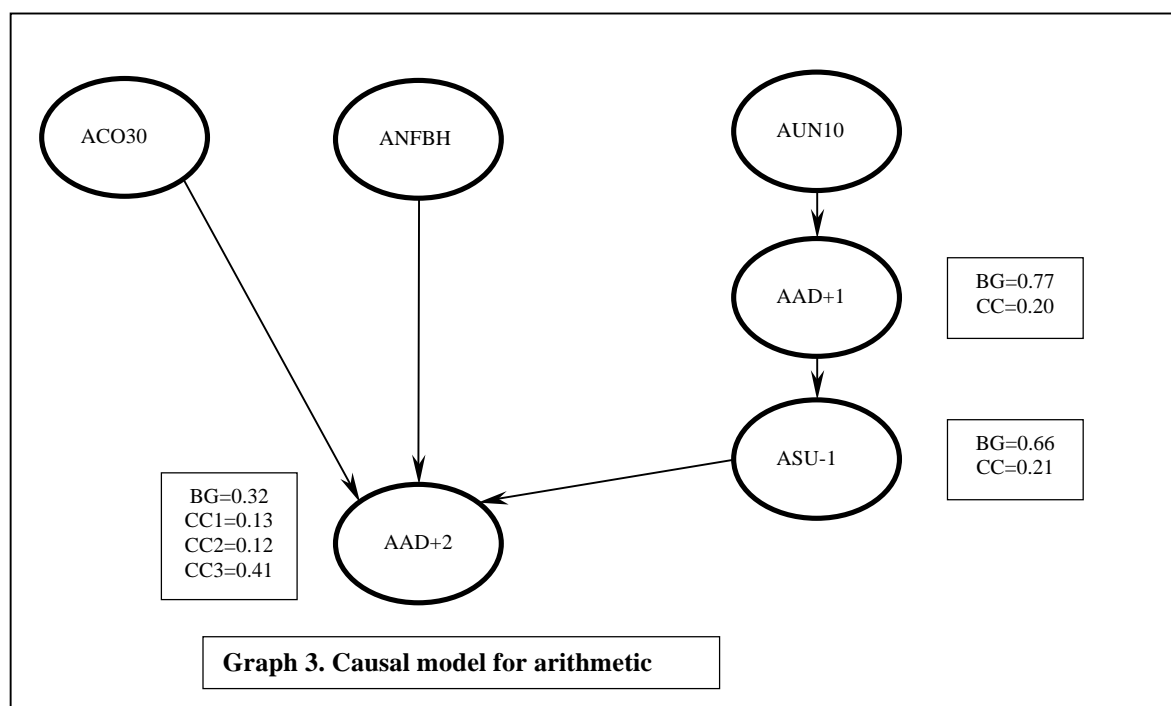 ACO30
ANFBH
AUN10
AAD+1
BG=0.77
CC=0.20
ASU-1
BG=0.66
CC=0.21
BG=0.32
CC1=0.13
CC2=0.12
CC3=0.41
AAD+2
Graph 3. Causal model for arithmetic